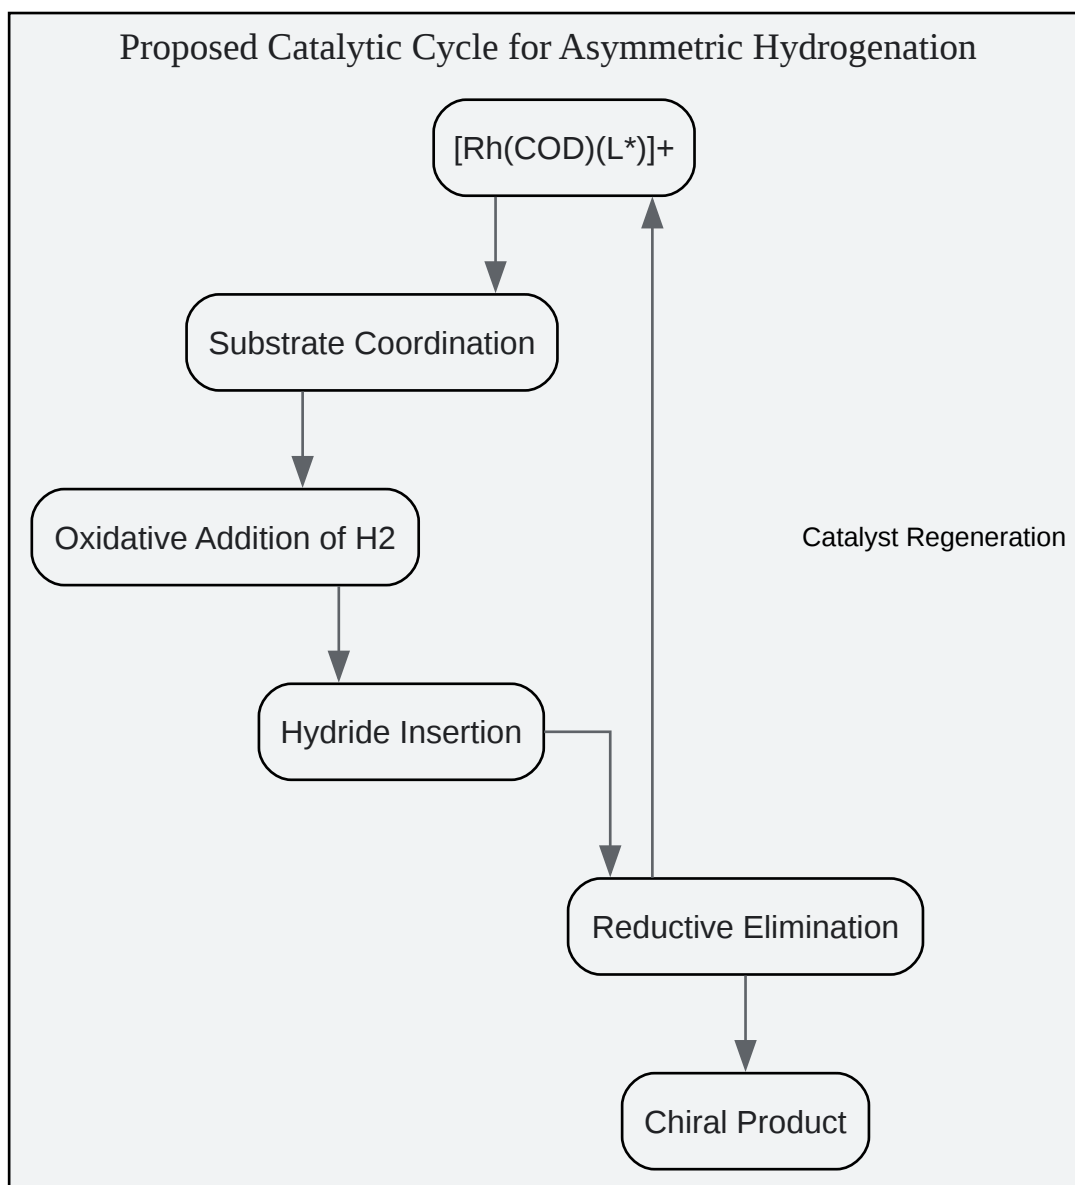 Proposed Catalytic Cycle for Asymmetric Hydrogenation
[Rh(COD)(L*)]+
Substrate Coordination
Oxidative Addition of H2
Catalyst Regeneration
Hydride Insertion
Reductive Elimination
Chiral Product